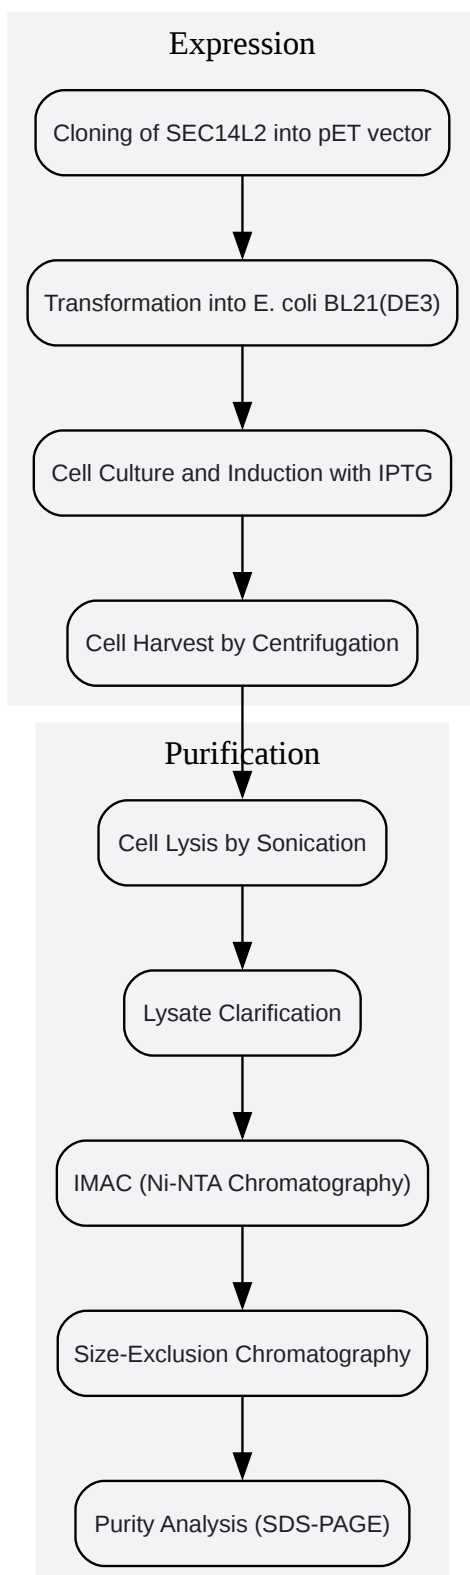 Expression
Cloning of SEC14L2 into pET vector
Transformation into E. coli BL21(DE3)
Cell Culture and Induction with IPTG
Cell Harvest by Centrifugation
Purification
Cell Lysis by Sonication
Lysate Clarification
IMAC (Ni-NTA Chromatography)
Size-Exclusion Chromatography
Purity Analysis (SDS-PAGE)